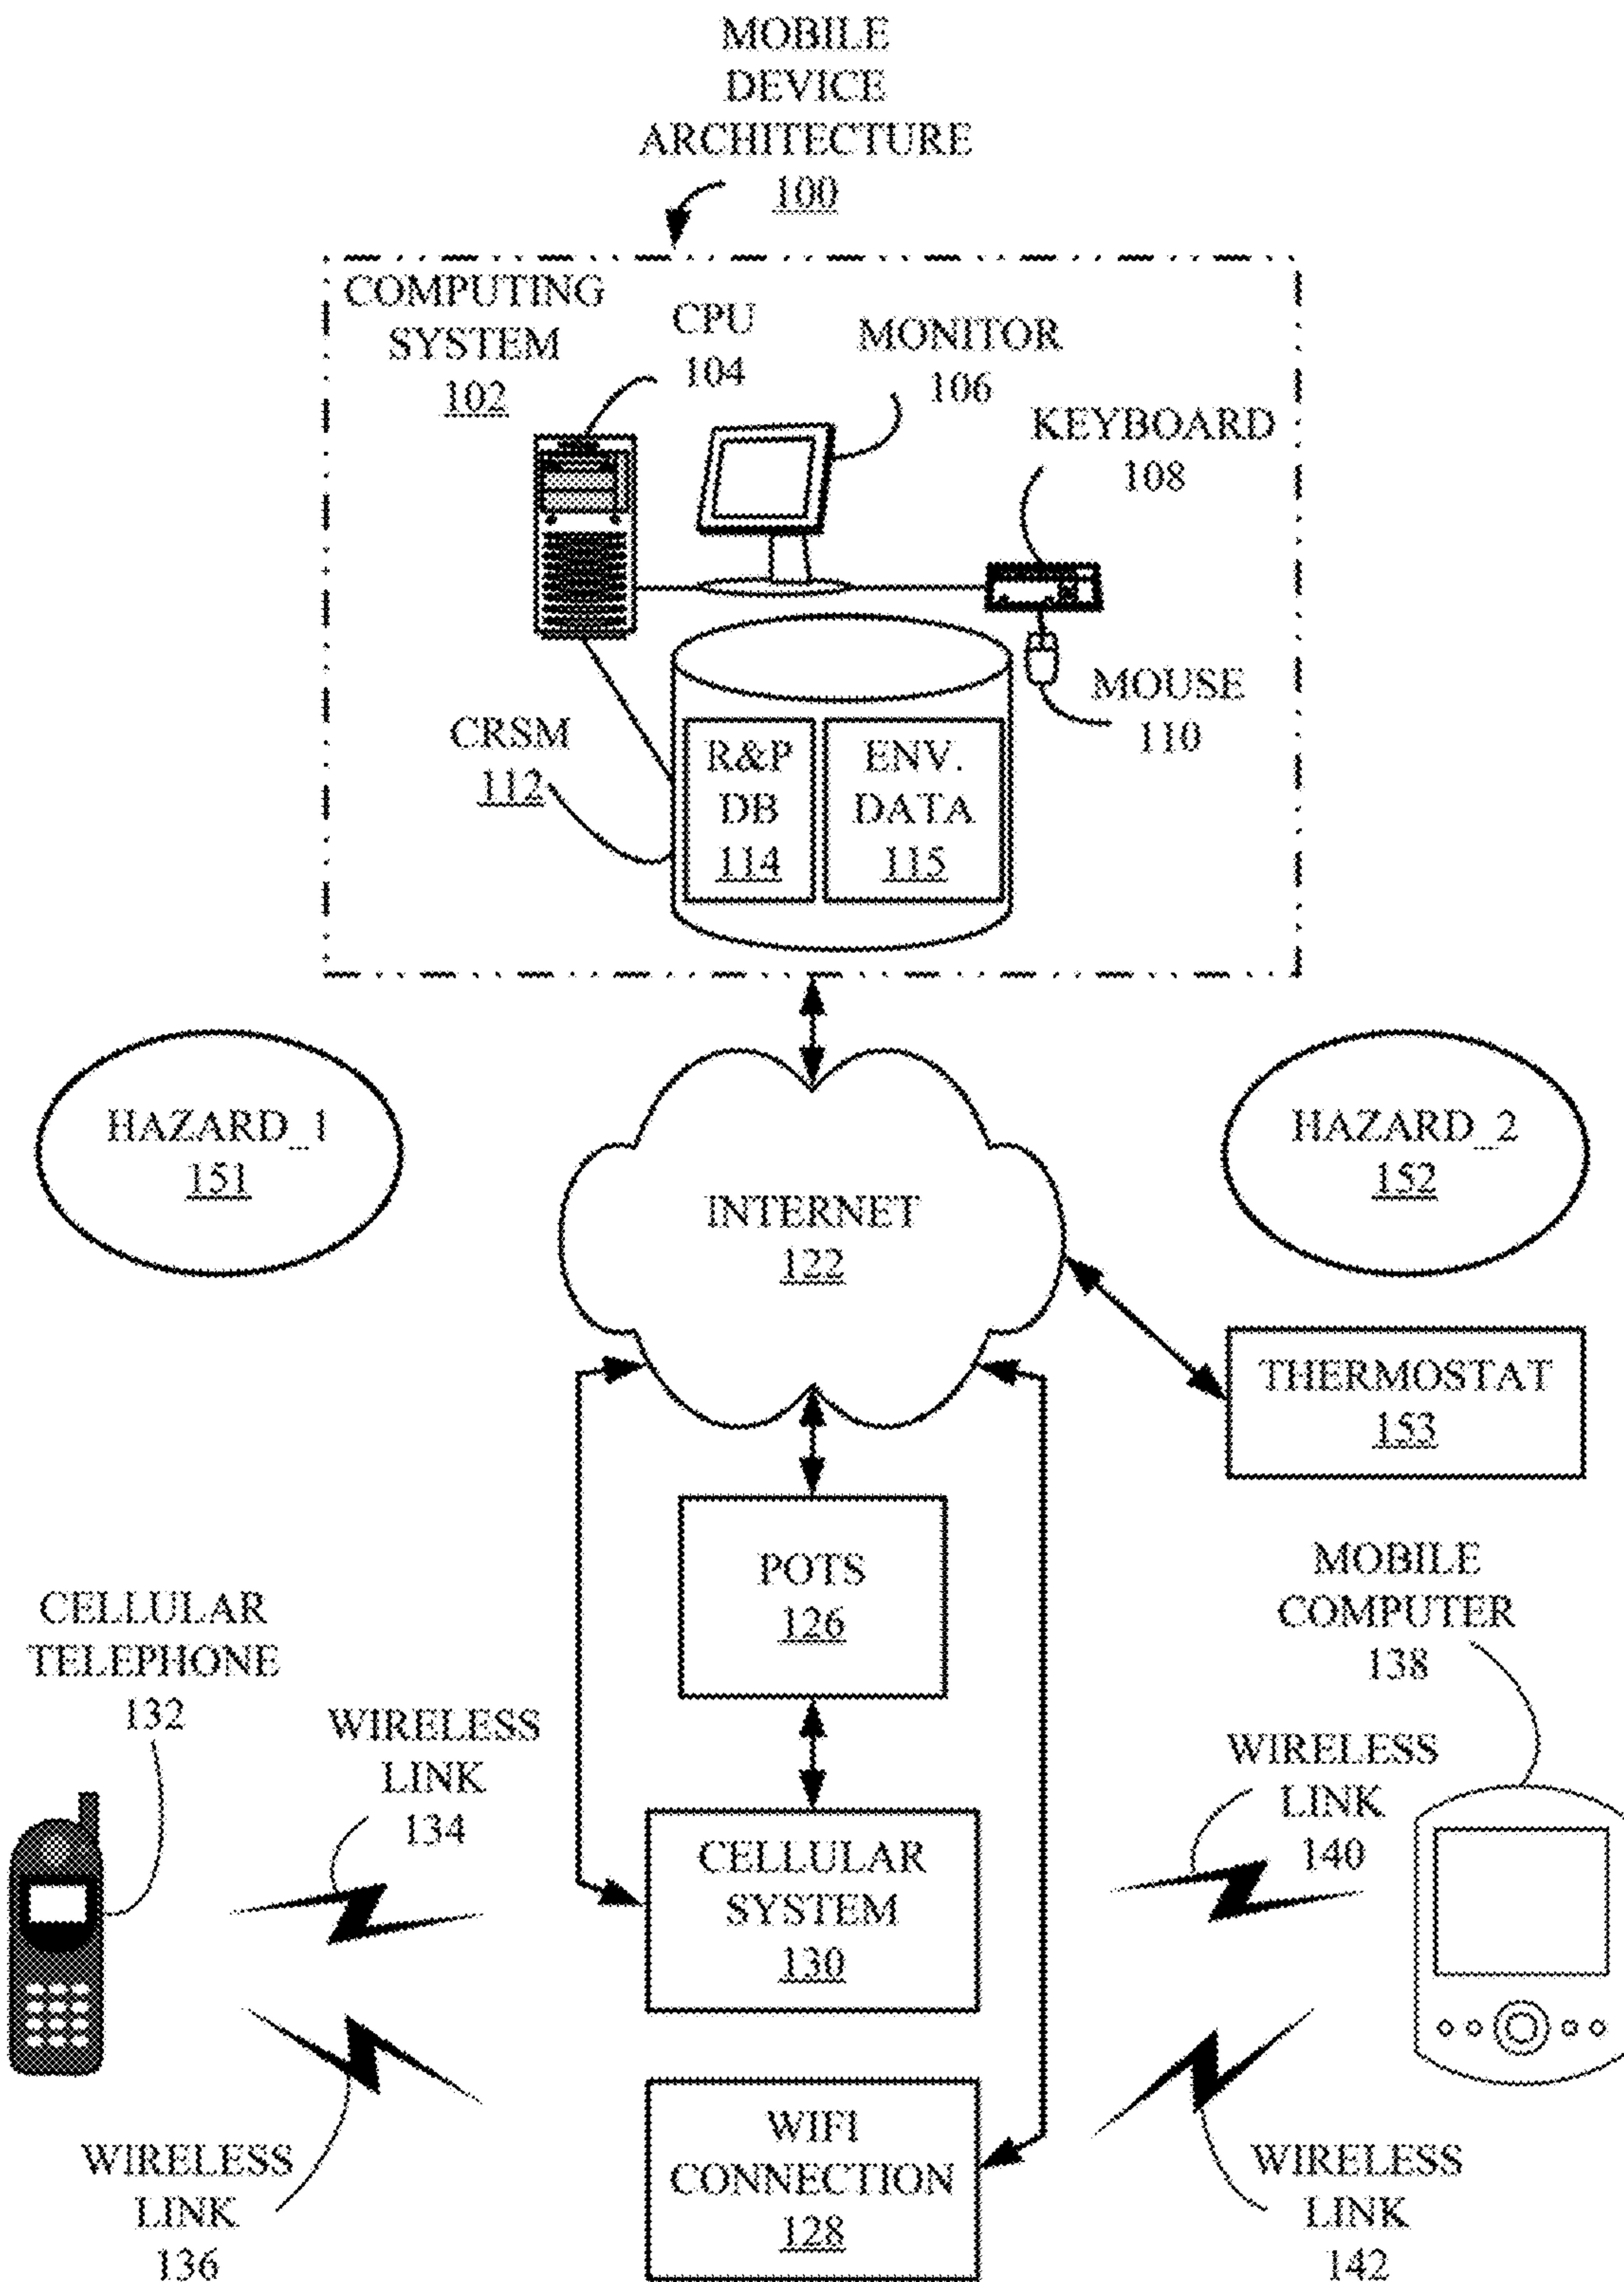 MOBILE
DEVICE
ARCHITECTURE
100
COMPUTING
SYSTEM
102
CPU
104
MONITOR
106
KEYBOARD
108
MOUSE
110
CRSM
112
R&P
DB
114
ENV.
DATA
115
HAZARD_1
151
HAZARD_2
152
INTERNET
122
THERMOSTAT
153
POTS
126
CELLULAR
TELEPHONE
132
WIRELESS
LINK
134
MOBILE
COMPUTER
138
WIRELESS
LINK
140
CELLULAR
SYSTEM
130
WIFI
CONNECTION
128
WIRELESS
LINK
136
WIRELESS
LINK
142